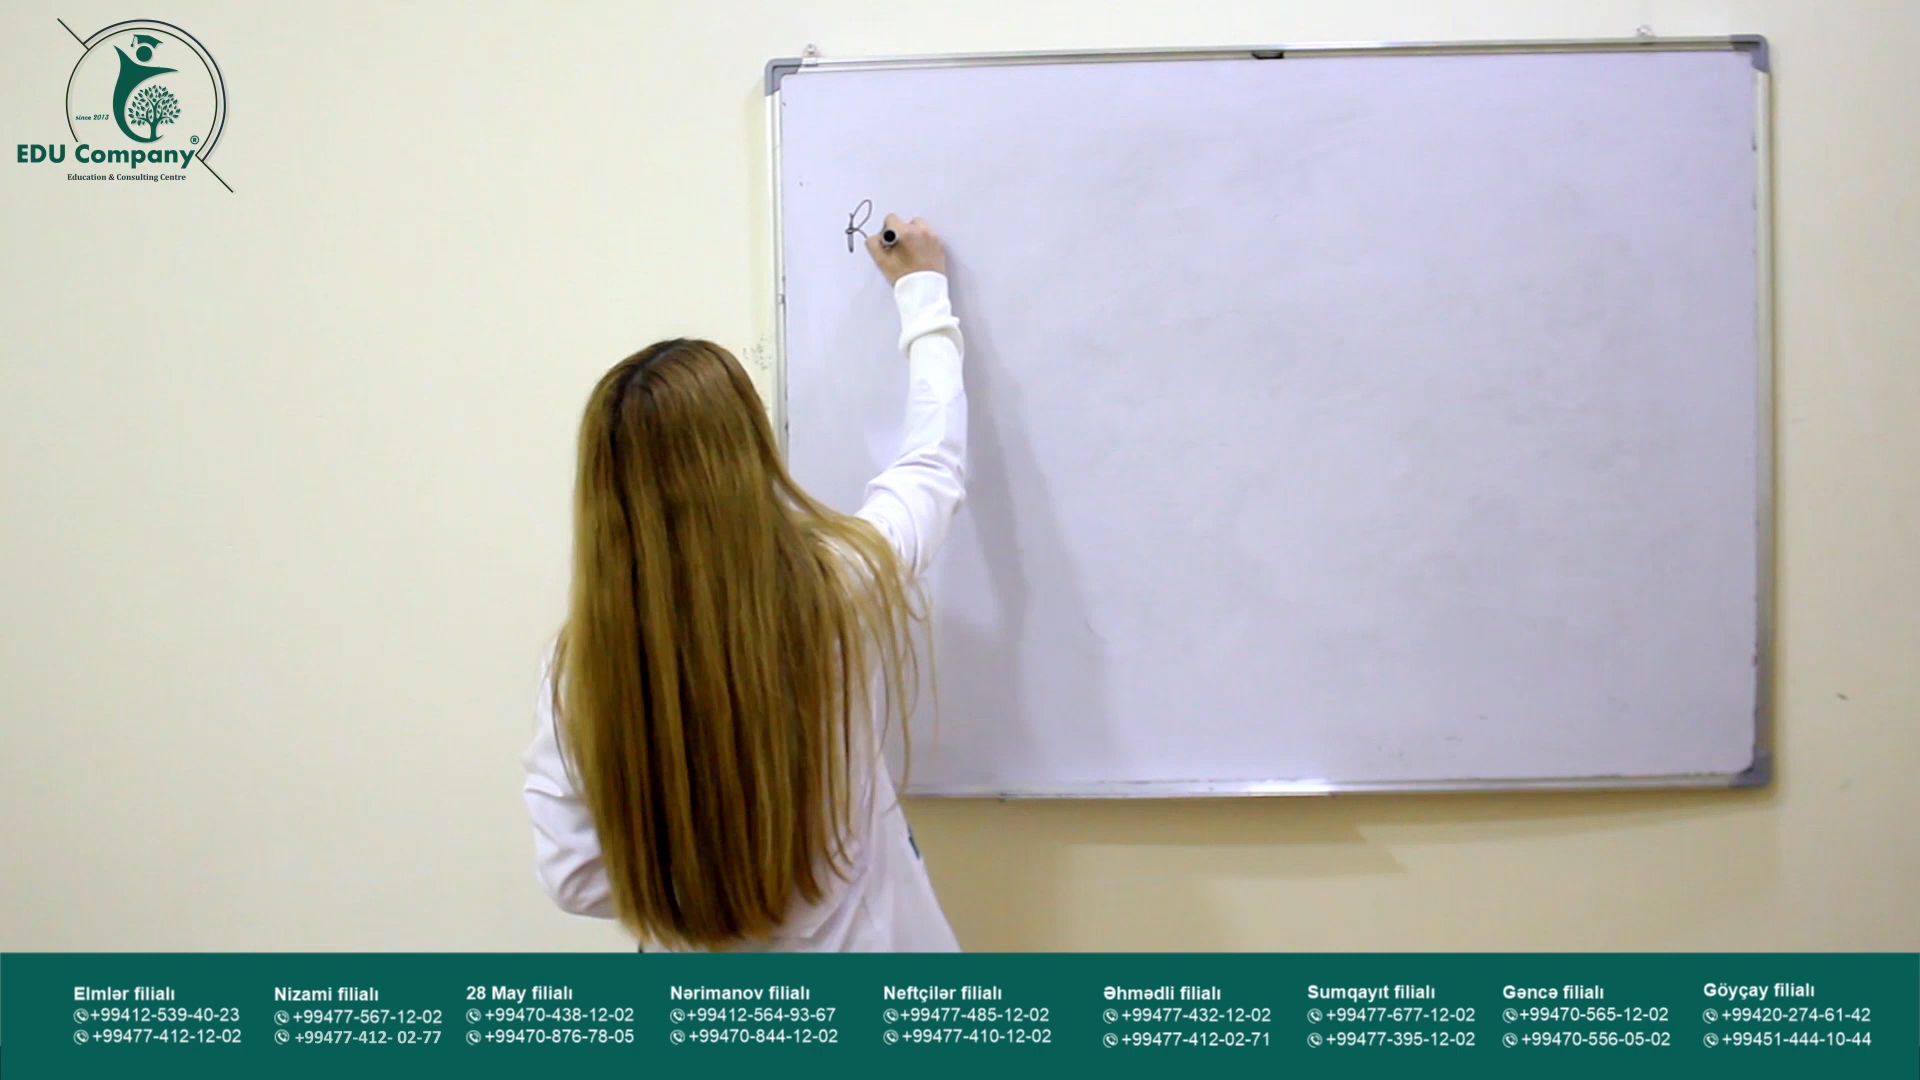 since 2013
EDU Company®
Education & Consulting Centre
R
Elmlər filialı
+99412-539-40-23
+99477-412-12-02
Nizami filialı
+99477-567-12-02
+99477-412- 02-77
28 May filialı
+99470-438-12-02
+99470-876-78-05
Nərimanov filialı
+99412-564-93-67
+99470-844-12-02
Neftçilər filialı
+99477-485-12-02
+99477-410-12-02
Əhmədli filialı
+99477-432-12-02
+99477-412-02-71
Sumqayıt filialı
+99477-677-12-02
+99477-395-12-02
Gəncə filialı
+99470-565-12-02
+99470-556-05-02
Göyçay filialı
+99420-274-61-42
+99451-444-10-44